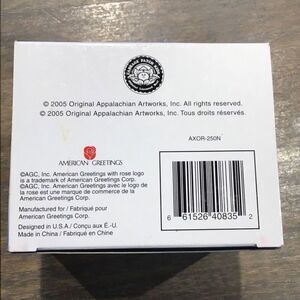 © 2005 Original Appalachian Artworks, Inc. All rights reserved.
© 2005 Original Appalachian Artworks, Inc. Tous droits réservés.
AXOR-250N
AMERICAN GREETINGS
©AGC, Inc. American Greetings with rose logo
is a trademark of American Greetings Corp.
©AGC, Inc. American Greetings avec le logo de
la rose est une marque de commerce de la
American Greetings Corp.
Manufactured for / Fabriqué pour
American Greetings Corp.
Designed in U.S.A./ Conçu aux É.-U.
Made in China / Fabriqué en Chine
6 61526 40835 2